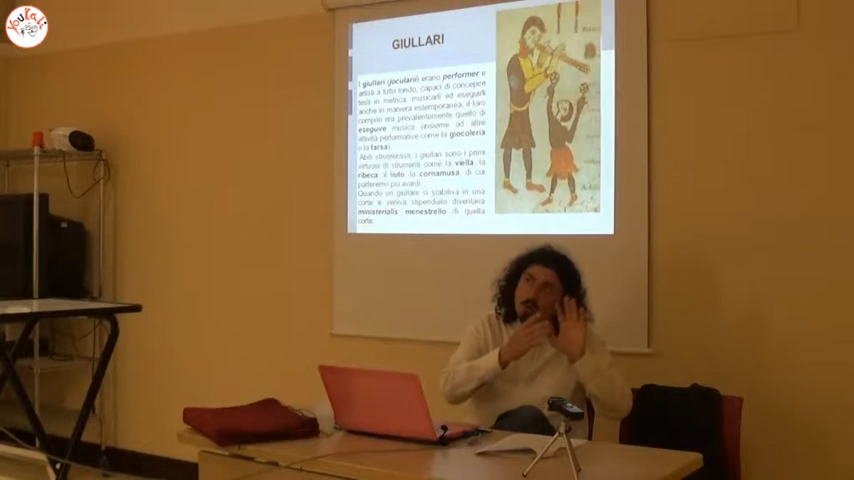 YouKali
GIULLARI
I giullari (joculari) erano performer e
artisti a tutto tondo, capaci di concepire
testi in metrica, musicarli ed eseguirli
anche in maniera estemporanea, il loro
compito era prevalentemente quello di
eseguire musica (insieme ad altre
attività performative come la giocoleria
o la farsa).
Abili strumentisti, i giullari sono i primi
virtuosi di strumenti come la viella, la
ribeca, il liuto, la cornamusa, di cui
parleremo più avanti.
Quando un giullare si stabiliva in una
corte e veniva stipendiato diventava
ministerialis, menestrello di quella
corte.